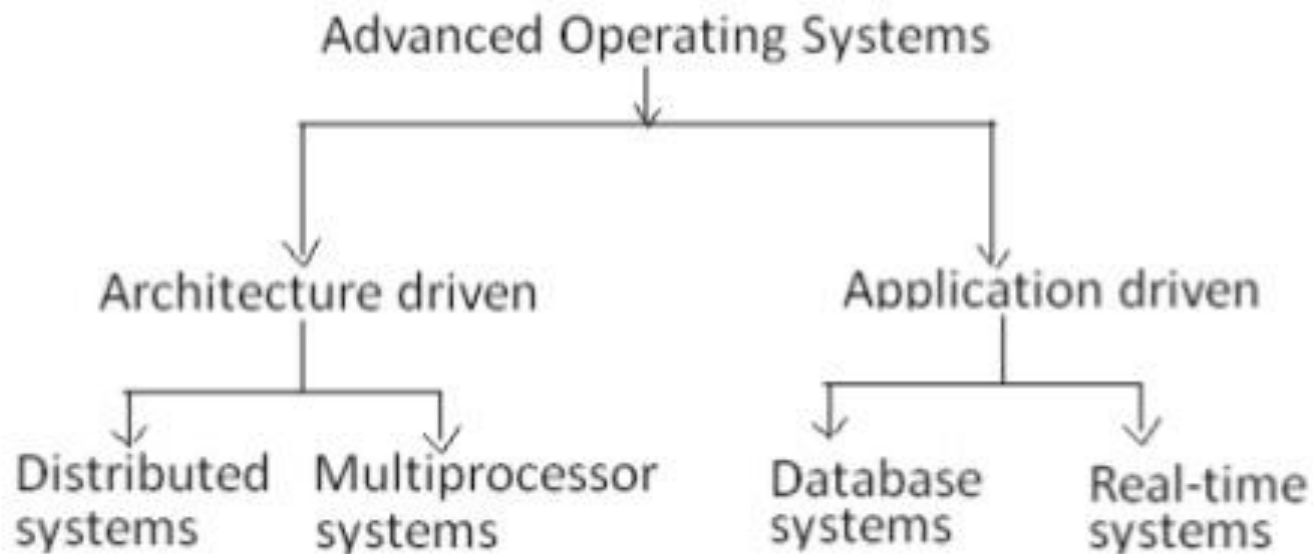 Advanced Operating Systems
Architecture driven
Application driven
Distributed
systems
Multiprocessor
systems
Database
systems
Real-time
systems